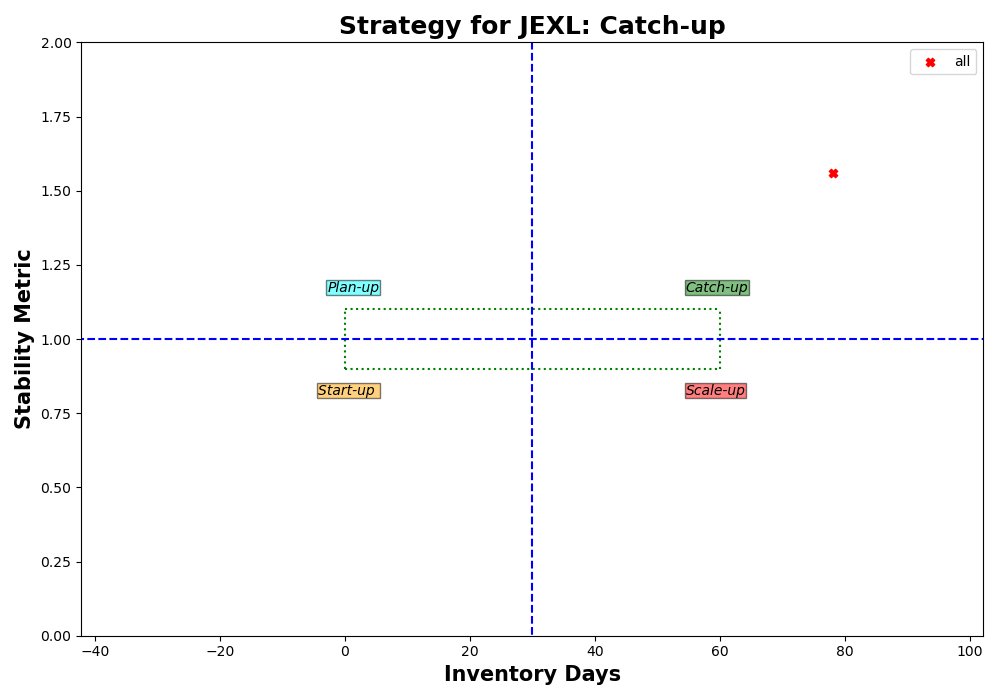 Strategy for JEXL: Catch-up
all
2.00
1.75
1.50
1.25
1.00
0.75
0.50
0.25
0.00
Stability Metric
Plan-up
Catch-up
Start-up
Scale-up
−40
−20
0
20
40
60
80
100
Inventory Days